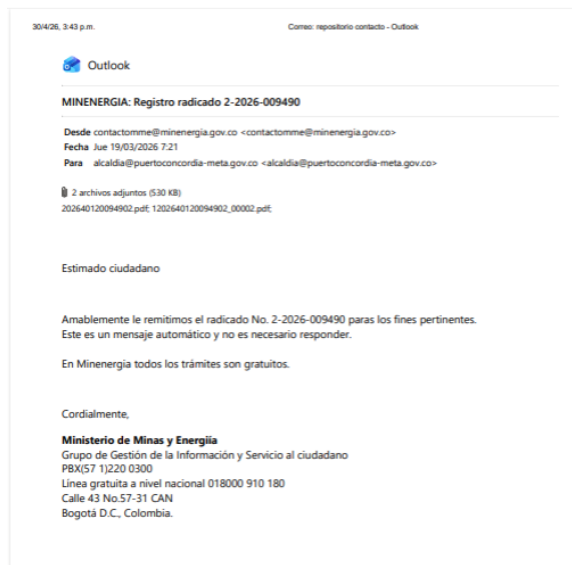 30/4/26, 3:43 p.m. Correo: repositorio contacto - Outlook
Outlook
MINENERGIA: Registro radicado 2-2026-009490
Desde contactomme@minenergia.gov.co <contactomme@minenergia.gov.co>
Fecha Jue 19/03/2026 7:21
Para alcaldia@puertoconcordia-meta.gov.co <alcaldia@puertoconcordia-meta.gov.co>
2 archivos adjuntos (530 KB)
202640120094902.pdf; 1202640120094902_00002.pdf;
Estimado ciudadano
Amablemente le remitimos el radicado No. 2-2026-009490 paras los fines pertinentes.
Este es un mensaje automático y no es necesario responder.
En Minenergia todos los trámites son gratuitos.
Cordialmente,
Ministerio de Minas y Energiía
Grupo de Gestión de la Información y Servicio al ciudadano
PBX(57 1)220 0300
Linea gratuita a nivel nacional 018000 910 180
Calle 43 No.57-31 CAN
Bogotá D.C., Colombia.